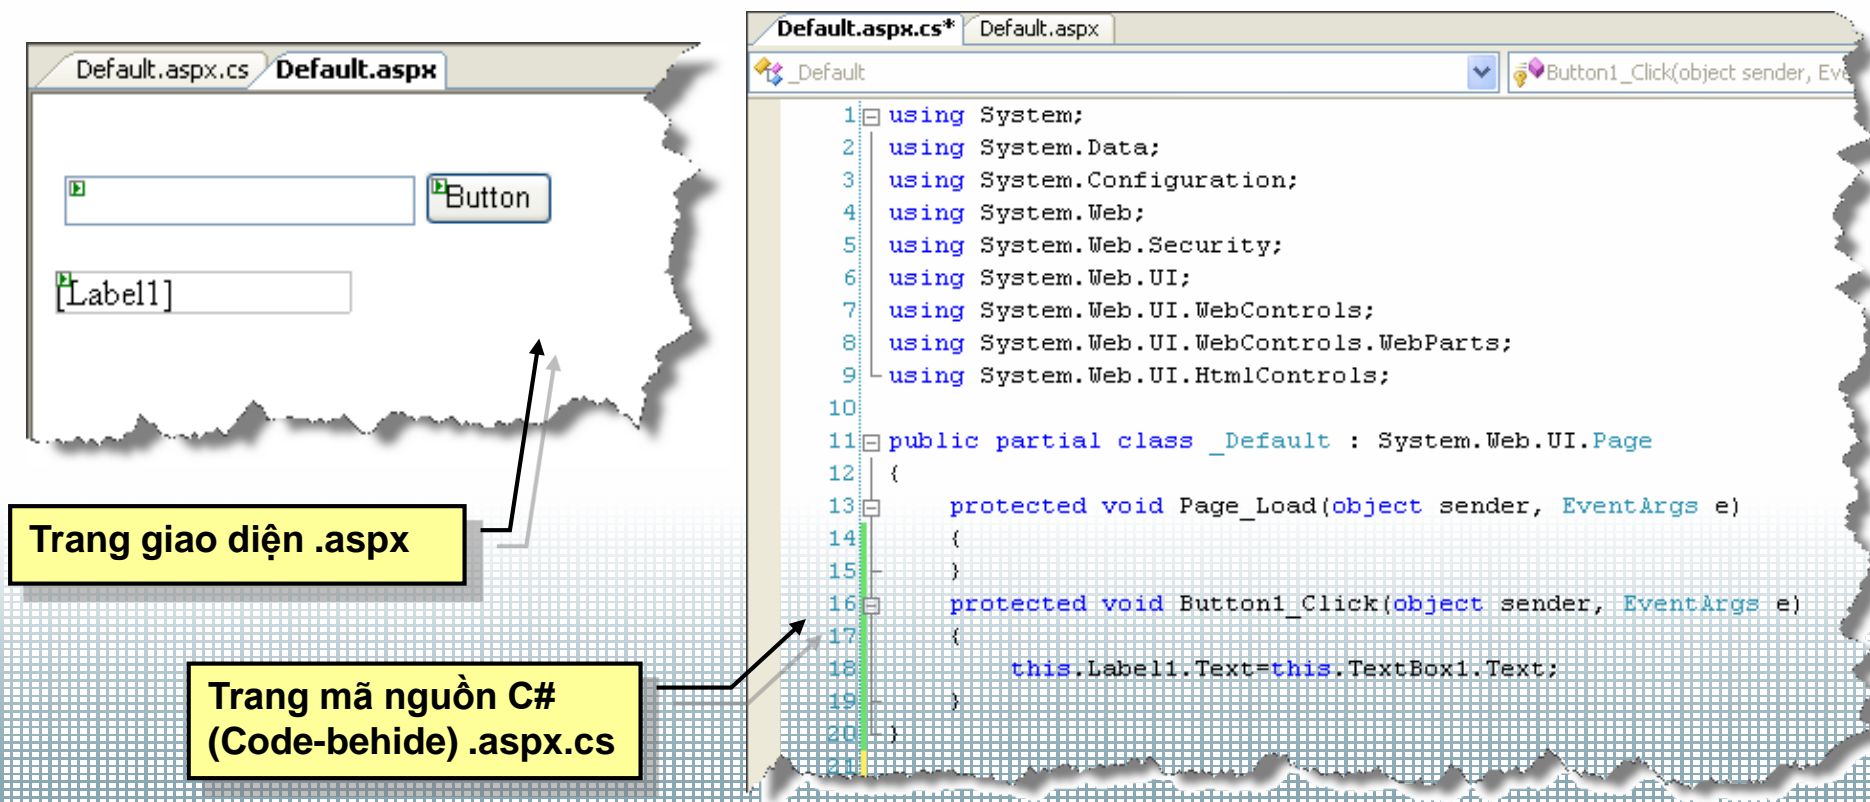 Default.aspx.cs Default.aspx
Button
[Label1]
Trang giao diện .aspx
Trang mã nguồn C#
(Code-behide) .aspx.cs
Default.aspx.cs* Default.aspx
_Default Button1_Click(object sender, Eve
1 using System;
2 using System.Data;
3 using System.Configuration;
4 using System.Web;
5 using System.Web.Security;
6 using System.Web.UI;
7 using System.Web.UI.WebControls;
8 using System.Web.UI.WebControls.WebParts;
9 using System.Web.UI.HtmlControls;
10
11 public partial class _Default : System.Web.UI.Page
12 {
13 protected void Page_Load(object sender, EventArgs e)
14 {
15 }
16 protected void Button1_Click(object sender, EventArgs e)
17 {
18 this.Label1.Text=this.TextBox1.Text;
19 }
20 }
21